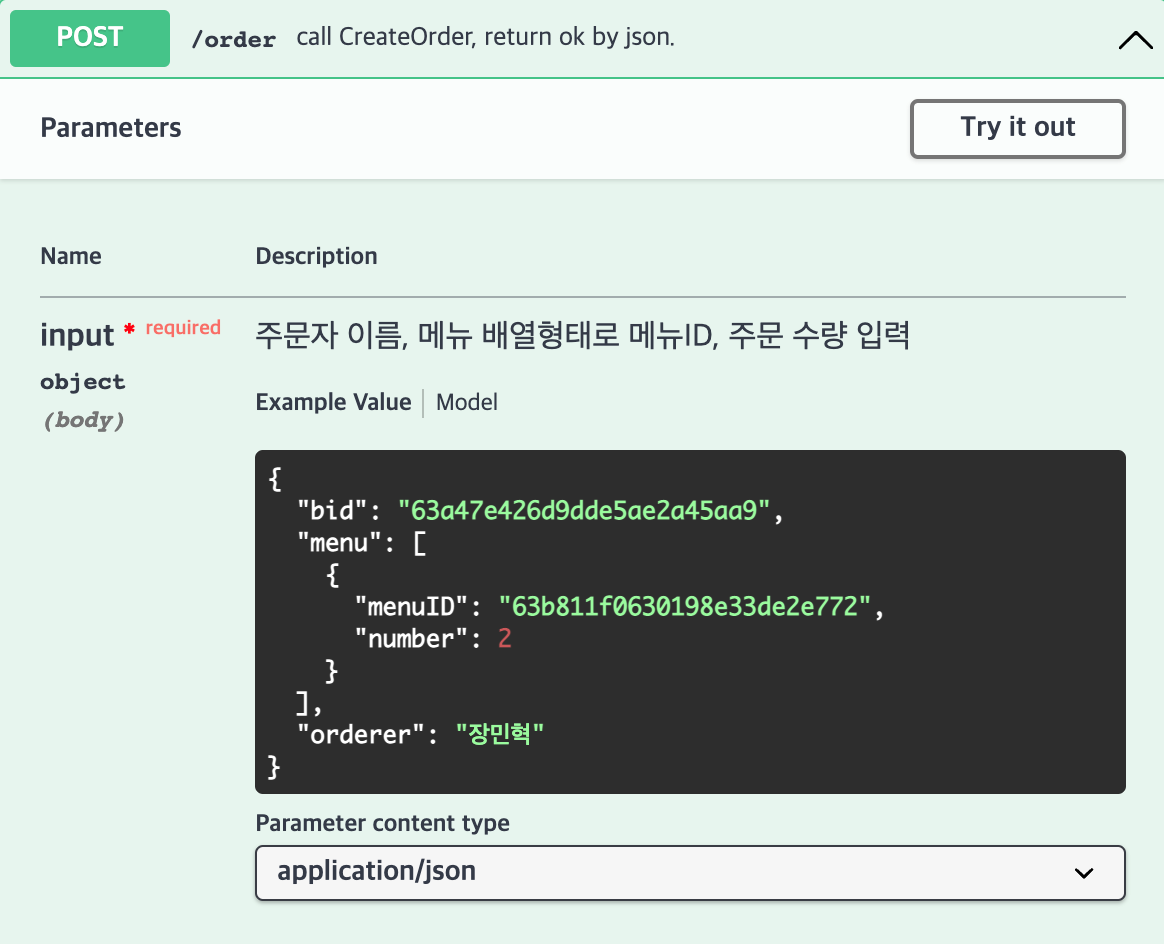 POST /order call CreateOrder, return ok by json.
Parameters
Try it out
Name Description
input * required
object
(body)
주문자 이름, 메뉴 배열형태로 메뉴ID, 주문 수량 입력
Example Value | Model
{
  "bid": "63a47e426d9dde5ae2a45aa9",
  "menu": [
    {
      "menuID": "63b811f0630198e33de2e772",
      "number": 2
    }
  ],
  "orderer": "장민혁"
}
Parameter content type
application/json